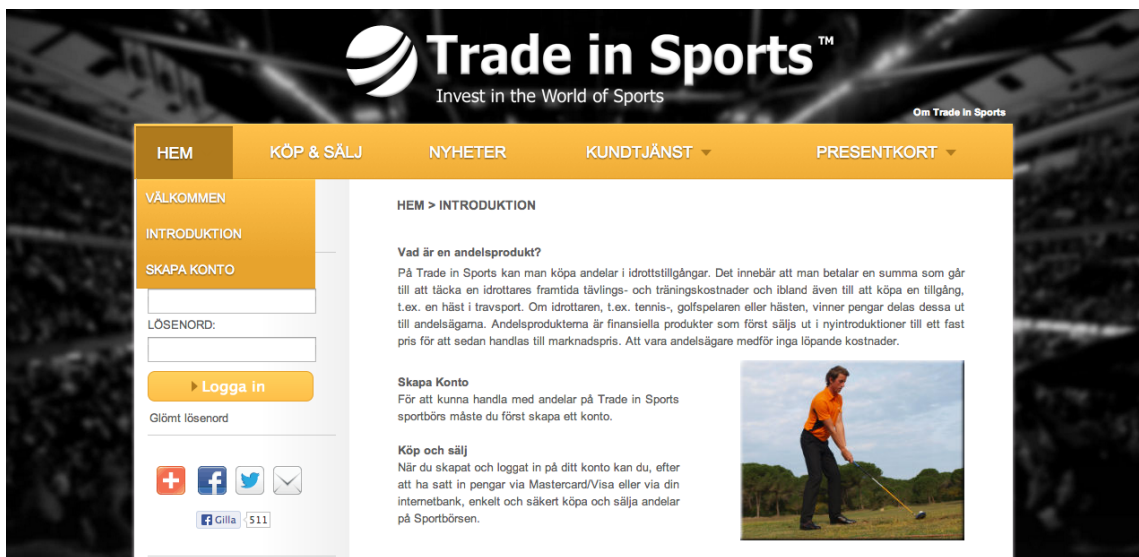 Trade in Sports™
Invest in the World of Sports
Om Trade in Sports
HEM KÖP & SÄLJ NYHETER KUNDTJÄNST PRESENTKORT
VÄLKOMMEN
INTRODUKTION
SKAPA KONTO
LÖSENORD:
Logga in
Glömt lösenord
Gilla 511
HEM > INTRODUKTION
Vad är en andelsprodukt?
På Trade in Sports kan man köpa andelar i idrottstillgångar. Det innebär att man betalar en summa som går
till att täcka en idrottares framtida tävlings- och träningskostnader och ibland även till att köpa en tillgång,
t.ex. en häst i travsport. Om idrottaren, t.ex. tennis-, golfspelaren eller hästen, vinner pengar delas dessa ut
till andelsägarna. Andelsprodukterna är finansiella produkter som först säljs ut i nyintroduktioner till ett fast
pris för att sedan handlas till marknadspris. Att vara andelsägare medför inga löpande kostnader.
Skapa Konto
För att kunna handla med andelar på Trade in Sports
sportbörs måste du först skapa ett konto.
Köp och sälj
När du skapat och loggat in på ditt konto kan du, efter
att ha satt in pengar via Mastercard/Visa eller via din
internetbank, enkelt och säkert köpa och sälja andelar
på Sportbörsen.